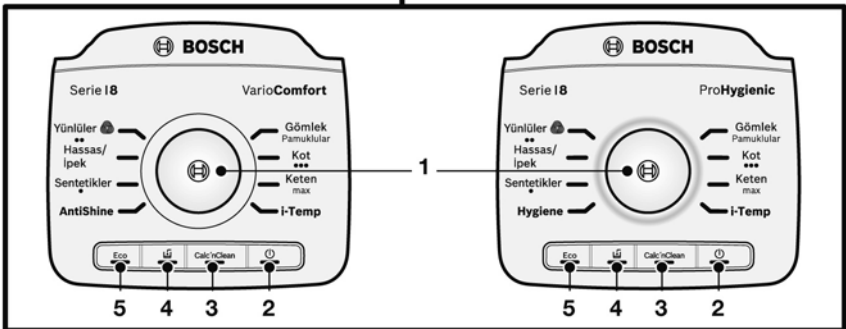 BOSCH
Serie I8 VarioComfort
Yünlüler
••
Hassas/
İpek
Sentetikler
•
AntiShine
Gömlek
Pamuklular
Kot
•••
Keten
max
i-Temp
Eco
Calc'nClean
5 4 3 2
1
BOSCH
Serie I8 ProHygienic
Yünlüler
••
Hassas/
İpek
Sentetikler
•
Hygiene
Gömlek
Pamuklular
Kot
•••
Keten
max
i-Temp
Eco
Calc'nClean
5 4 3 2